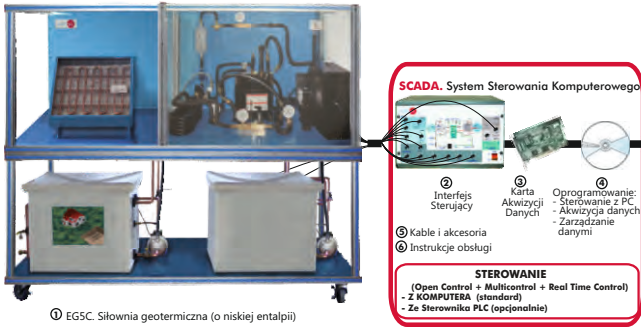 SCADA. System Sterowania Komputerowego
② Interfejs
Sterujący
③ Karta
Akwizycji
Danych
④ Oprogramowanie:
- Sterowanie z PC
- Akwizycja danych
- Zarządzanie
danymi
⑤ Kable i akcesoria
⑥ Instrukcje obsługi
STEROWANIE
(Open Control + Multicontrol + Real Time Control)
- Z KOMPUTERA (standard)
- Ze Sterownika PLC (opcjonalnie)
① EG5C. Siłownia geotermiczna (o niskiej entalpii)